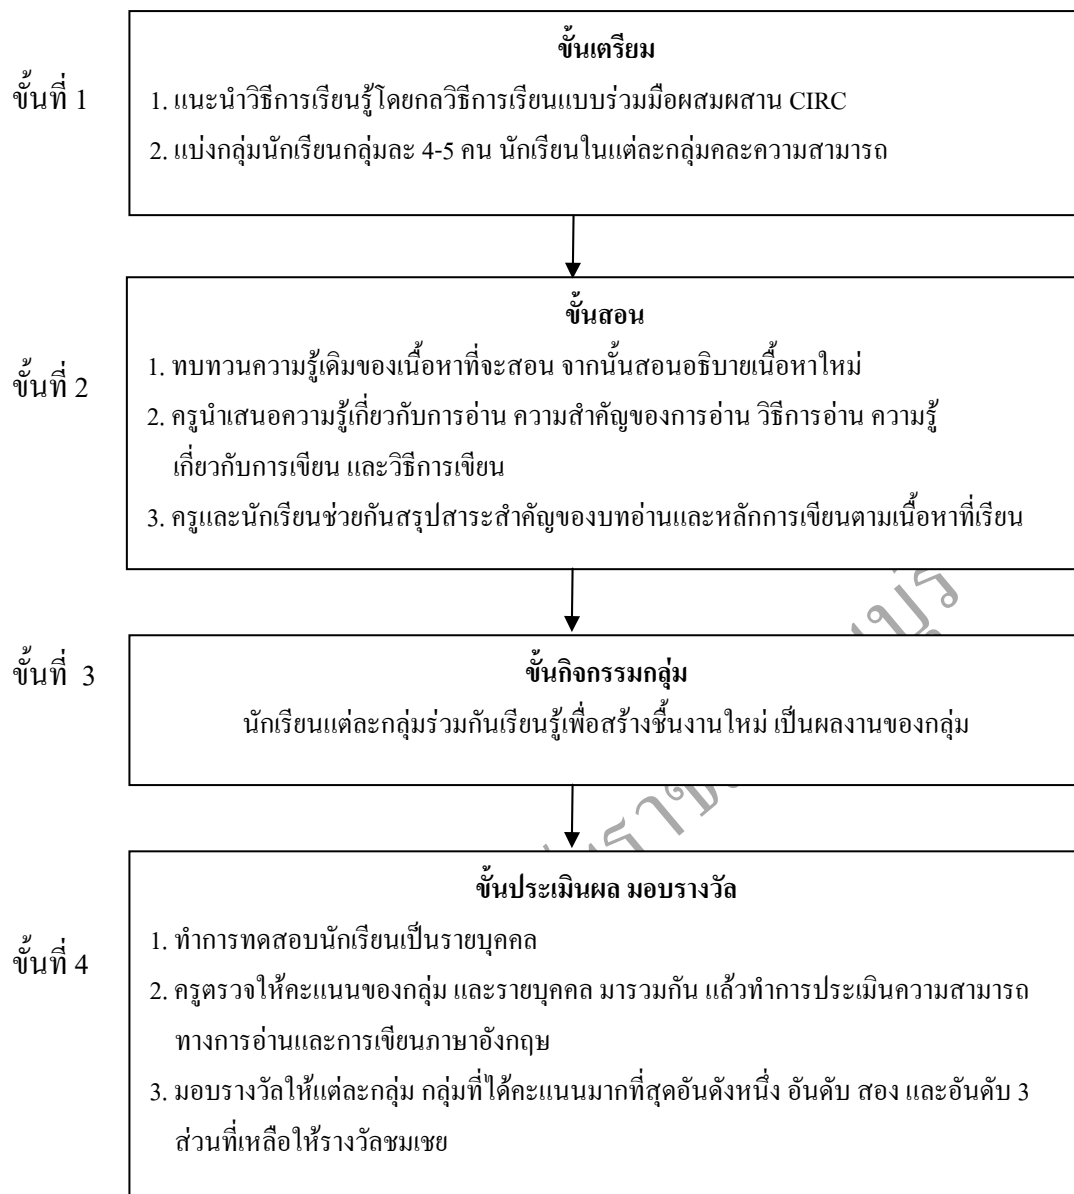 ขั้นที่ 1
ขั้นเตรียม
1. แนะนำวิธีการเรียนรู้โดยกลวิธีการเรียนแบบร่วมมือผสมผสาน CIRC
2. แบ่งกลุ่มนักเรียนกลุ่มละ 4-5 คน นักเรียนในแต่ละกลุ่มคละความสามารถ
ขั้นที่ 2
ขั้นสอน
1. ทบทวนความรู้เดิมของเนื้อหาที่จะสอน จากนั้นสอนอธิบายเนื้อหาใหม่
2. ครูนำเสนอความรู้เกี่ยวกับการอ่าน ความสำคัญของการอ่าน วิธีการอ่าน ความรู้
เกี่ยวกับการเขียน และวิธีการเขียน
3. ครูและนักเรียนช่วยกันสรุปสาระสำคัญของบทอ่านและหลักการเขียนตามเนื้อหาที่เรียน
ขั้นที่ 3
ขั้นกิจกรรมกลุ่ม
นักเรียนแต่ละกลุ่มร่วมกันเรียนรู้เพื่อสร้างชิ้นงานใหม่ เป็นผลงานของกลุ่ม
ขั้นที่ 4
ขั้นประเมินผล มอบรางวัล
1. ทำการทดสอบนักเรียนเป็นรายบุคคล
2. ครูตรวจให้คะแนนของกลุ่ม และรายบุคคล มารวมกัน แล้วทำการประเมินความสามารถ
ทางการอ่านและการเขียนภาษาอังกฤษ
3. มอบรางวัลให้แต่ละกลุ่ม กลุ่มที่ได้คะแนนมากที่สุดอันดังหนึ่ง อันดับ สอง และอันดับ 3
ส่วนที่เหลือให้รางวัลชมเชย